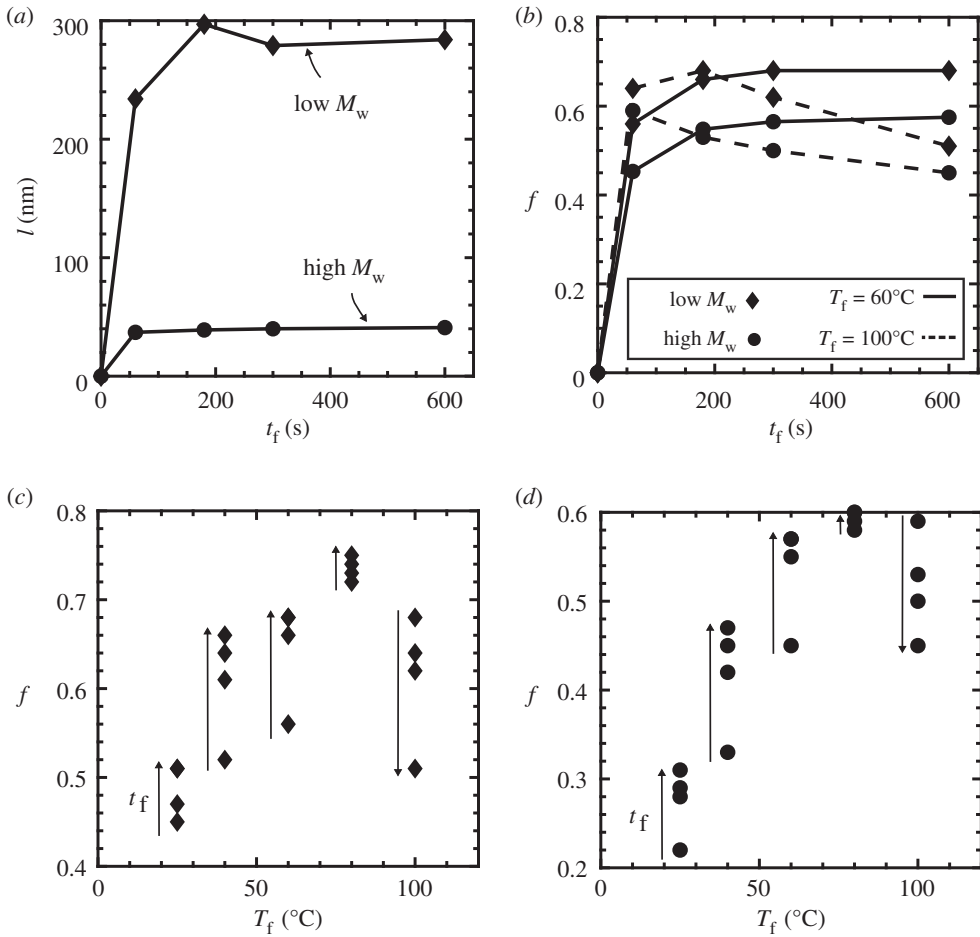 (a)
300
200
100
0
l (nm)
low Mw
high Mw
0 200 400 600
tf (s)
(b)
0.8
0.6
0.4
0.2
0
f
low Mw Tf = 60°C
high Mw Tf = 100°C
0 200 400 600
tf (s)
(c)
0.8
0.7
0.6
0.5
0.4
f
tf
0 50 100
Tf (°C)
(d)
0.6
0.5
0.4
0.3
0.2
f
tf
0 50 100
Tf (°C)